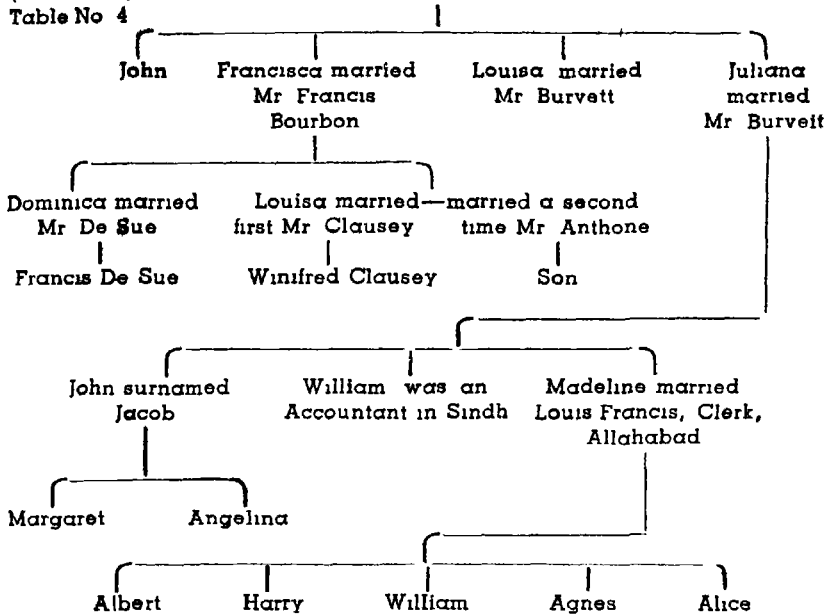 Table No 4
John Francisca married Louisa married Juliana
Mr Francis Mr Burvett married
Bourbon Mr Burvett
Dominica married Louisa married—married a second
Mr De Sue first Mr Clausey time Mr Anthone
Francis De Sue Winifred Clausey Son
John surnamed William was an Madeline married
Jacob Accountant in Sindh Louis Francis, Clerk,
Allahabad
Margaret Angelina
Albert Harry William Agnes Alice